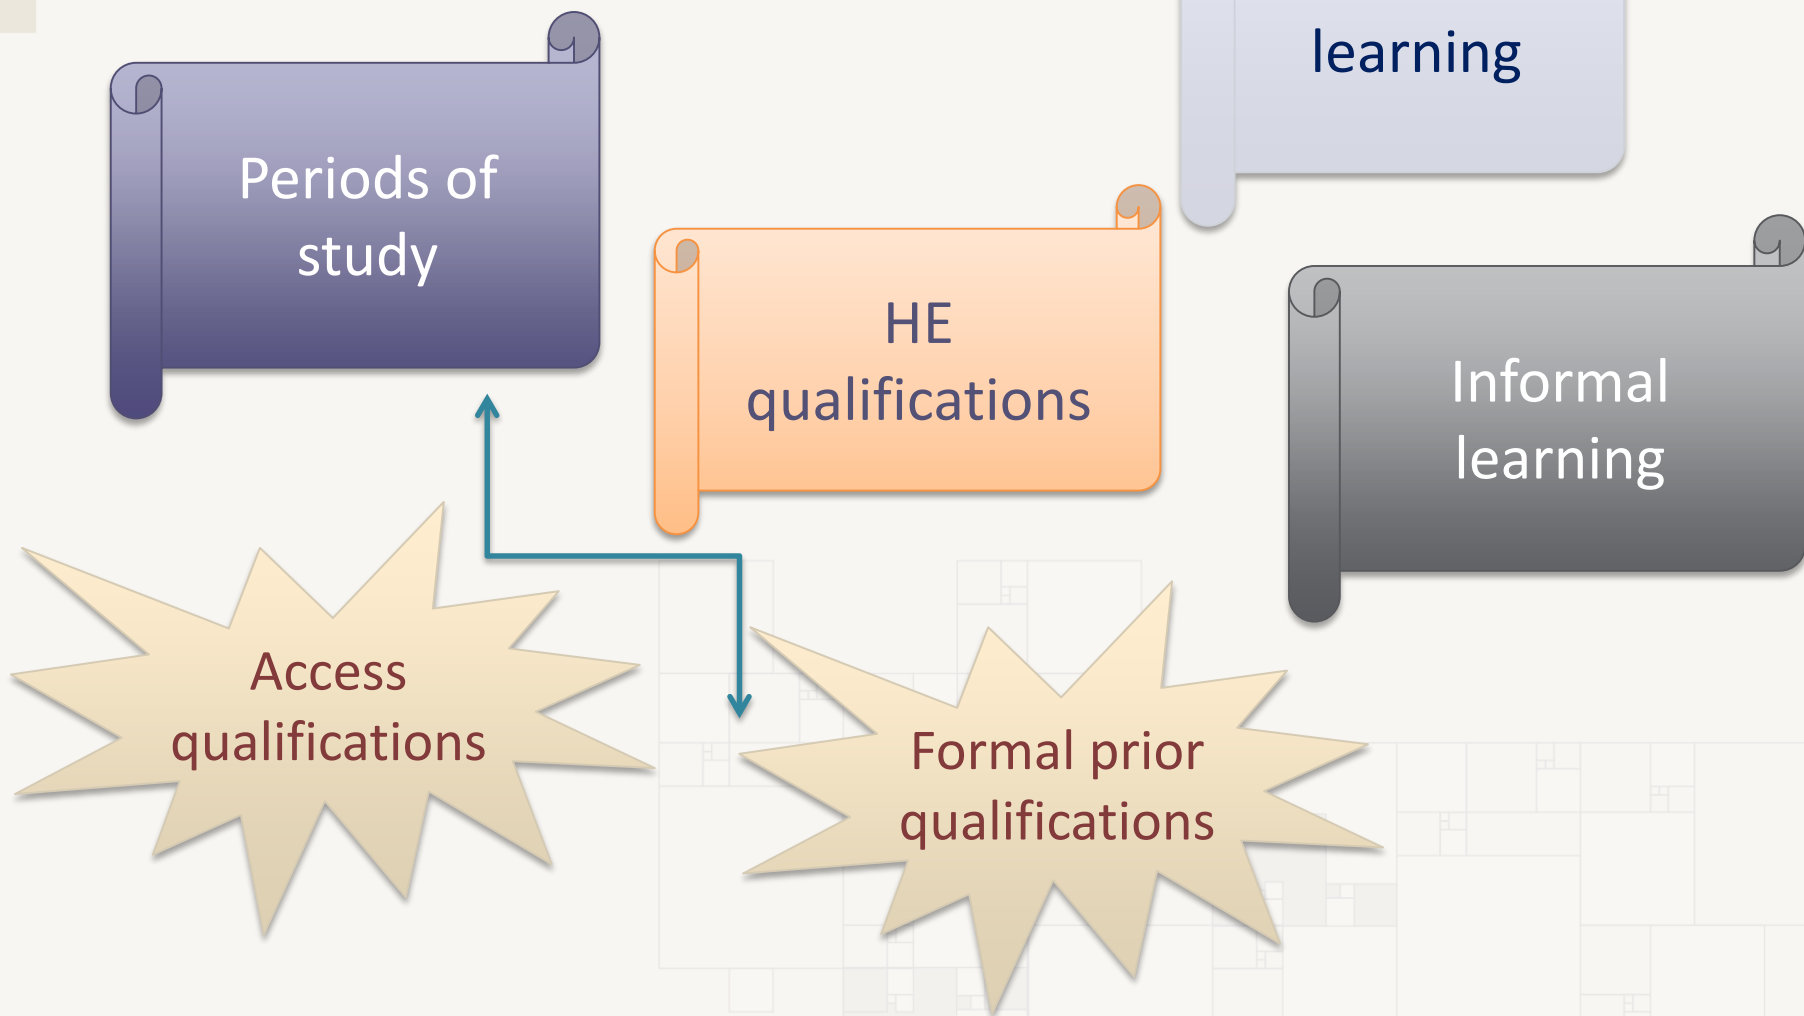 learning
Periods of
study
HE
qualifications
Informal
learning
Access
qualifications
Formal prior
qualifications